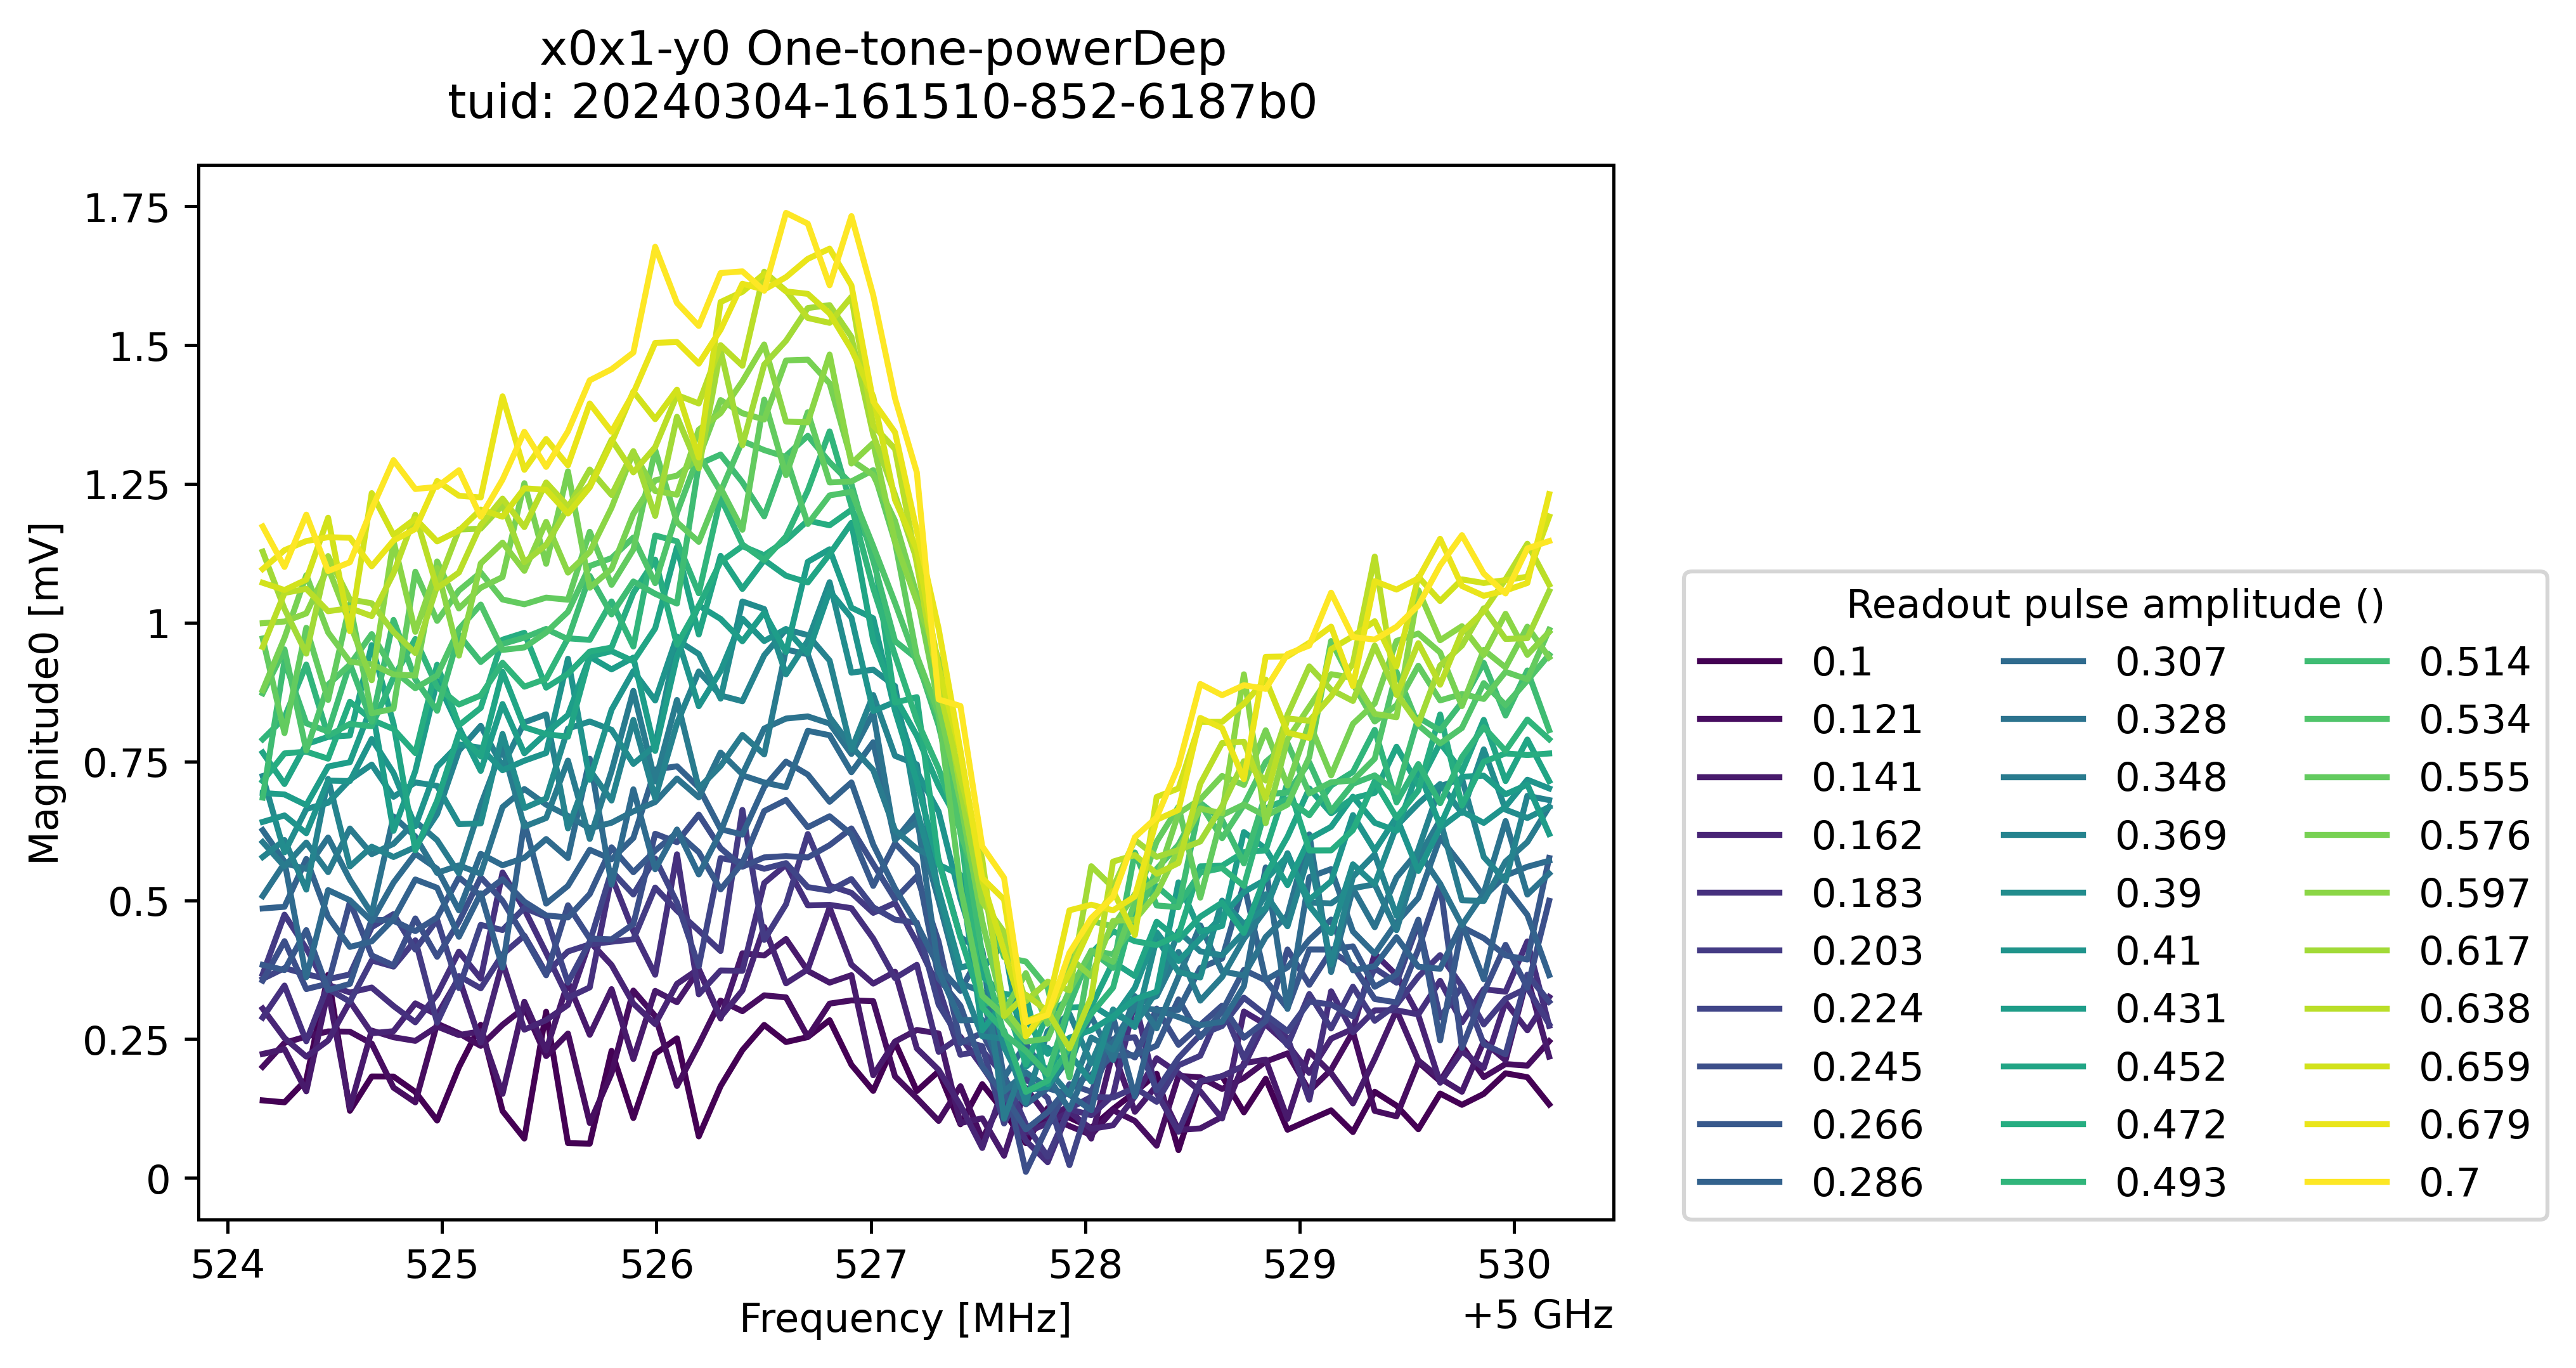 x0x1-y0 One-tone-powerDep
tuid: 20240304-161510-852-6187b0
Magnitude0 [mV]
1.75
1.5
1.25
1
0.75
0.5
0.25
0
524 525 526 527 528 529 530
Frequency [MHz]
+5 GHz
Readout pulse amplitude ()
0.1 0.307 0.514
0.121 0.328 0.534
0.141 0.348 0.555
0.162 0.369 0.576
0.183 0.39 0.597
0.203 0.41 0.617
0.224 0.431 0.638
0.245 0.452 0.659
0.266 0.472 0.679
0.286 0.493 0.7